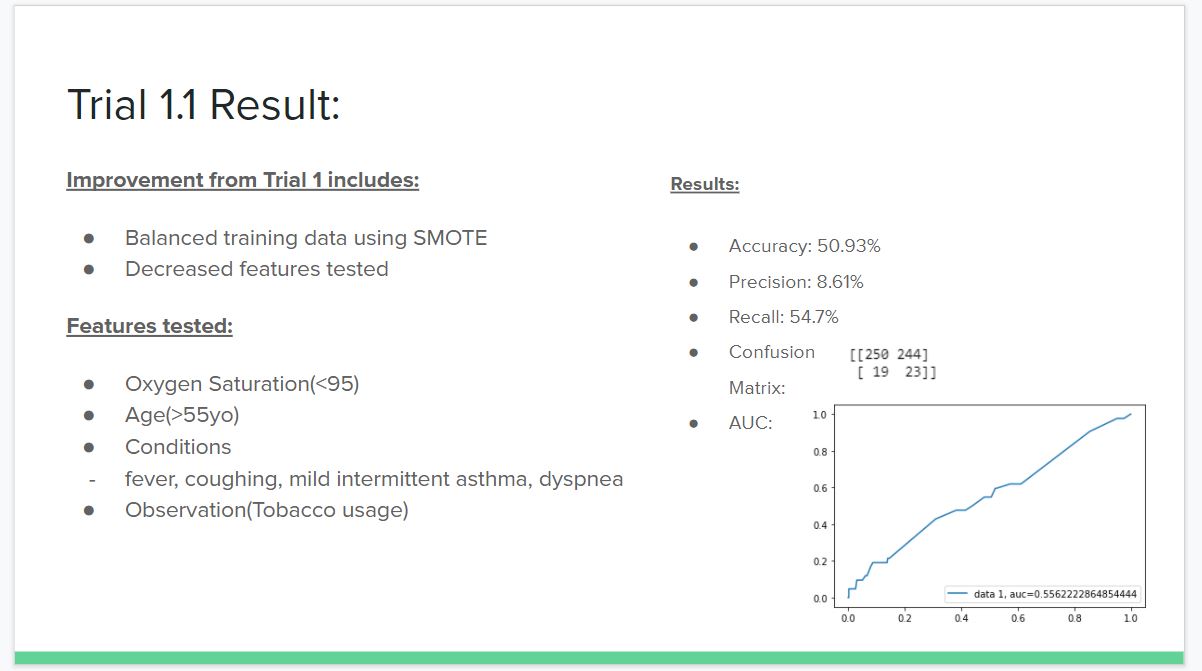 Trial 1.1 Result:
Improvement from Trial 1 includes:
● Balanced training data using SMOTE
● Decreased features tested
Features tested:
● Oxygen Saturation(<95)
● Age(>55yo)
● Conditions
- fever, coughing, mild intermittent asthma, dyspnea
● Observation(Tobacco usage)
Results:
● Accuracy: 50.93%
● Precision: 8.61%
● Recall: 54.7%
● Confusion
Matrix:
[[250 244]
[ 19 23]]
● AUC:
1.0
0.8
0.6
0.4
0.2
0.0
data 1, auc=0.5562222864854444
0.0 0.2 0.4 0.6 0.8 1.0